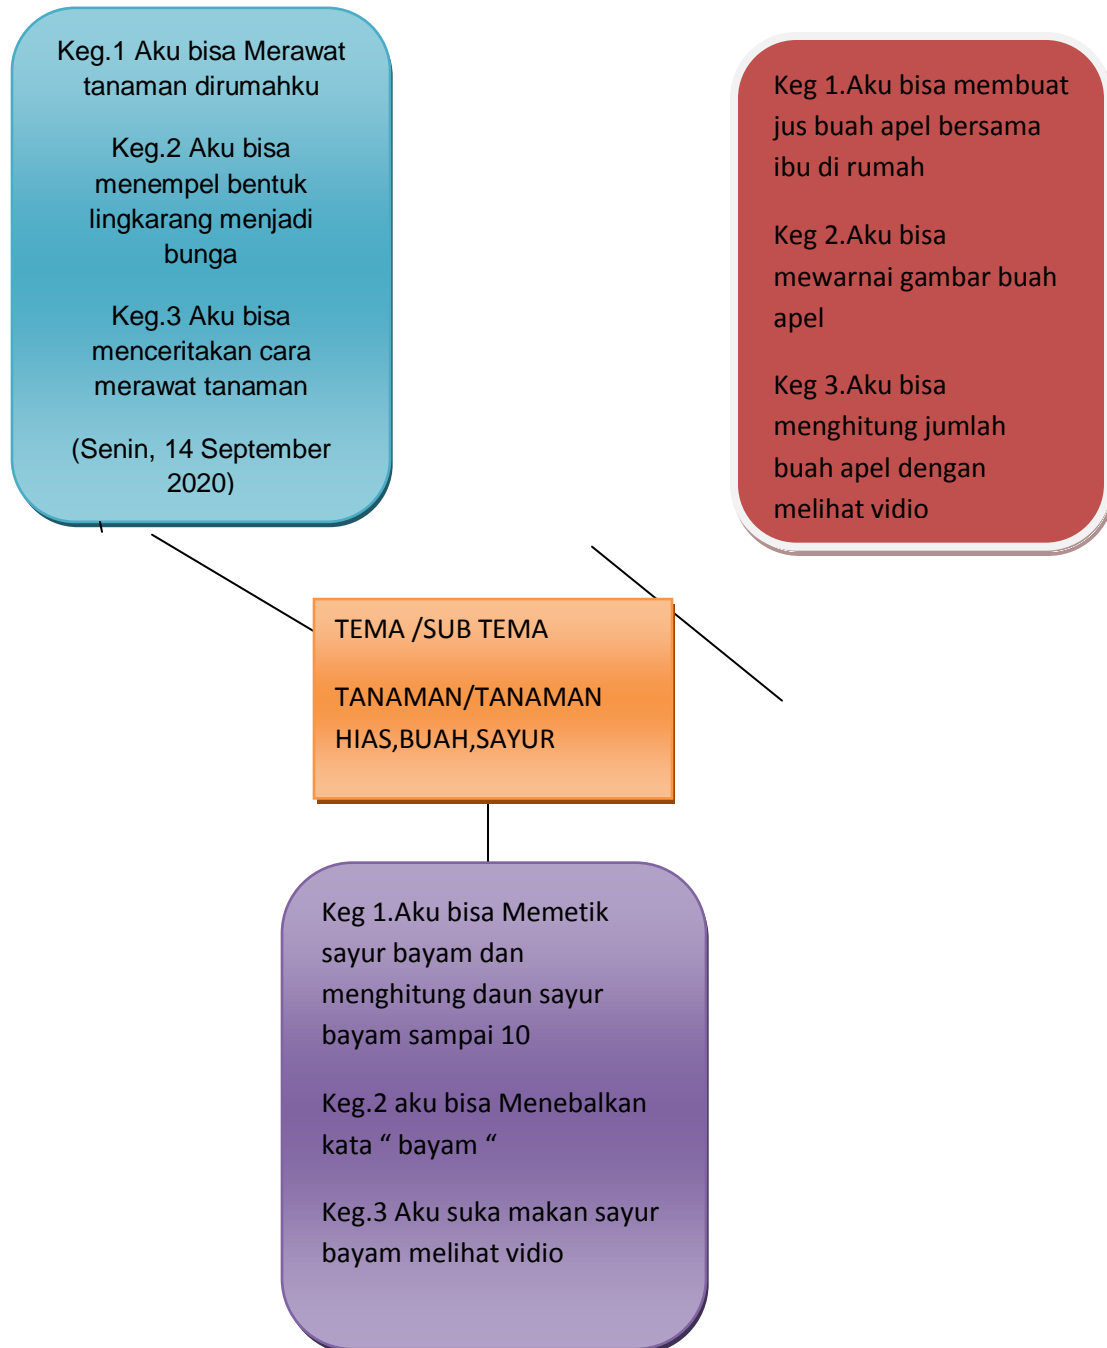 Keg.1 Aku bisa Merawat
tanaman dirumahku
Keg.2 Aku bisa
menempel bentuk
lingkarang menjadi
bunga
Keg.3 Aku bisa
menceritakan cara
merawat tanaman
(Senin, 14 September
2020)
Keg 1.Aku bisa membuat
jus buah apel bersama
ibu di rumah
Keg 2.Aku bisa
mewarnai gambar buah
apel
Keg 3.Aku bisa
menghitung jumlah
buah apel dengan
melihat vidio
TEMA /SUB TEMA
TANAMAN/TANAMAN
HIAS,BUAH,SAYUR
Keg 1.Aku bisa Memetik
sayur bayam dan
menghitung daun sayur
bayam sampai 10
Keg.2 aku bisa Menebalkan
kata “ bayam “
Keg.3 Aku suka makan sayur
bayam melihat vidio